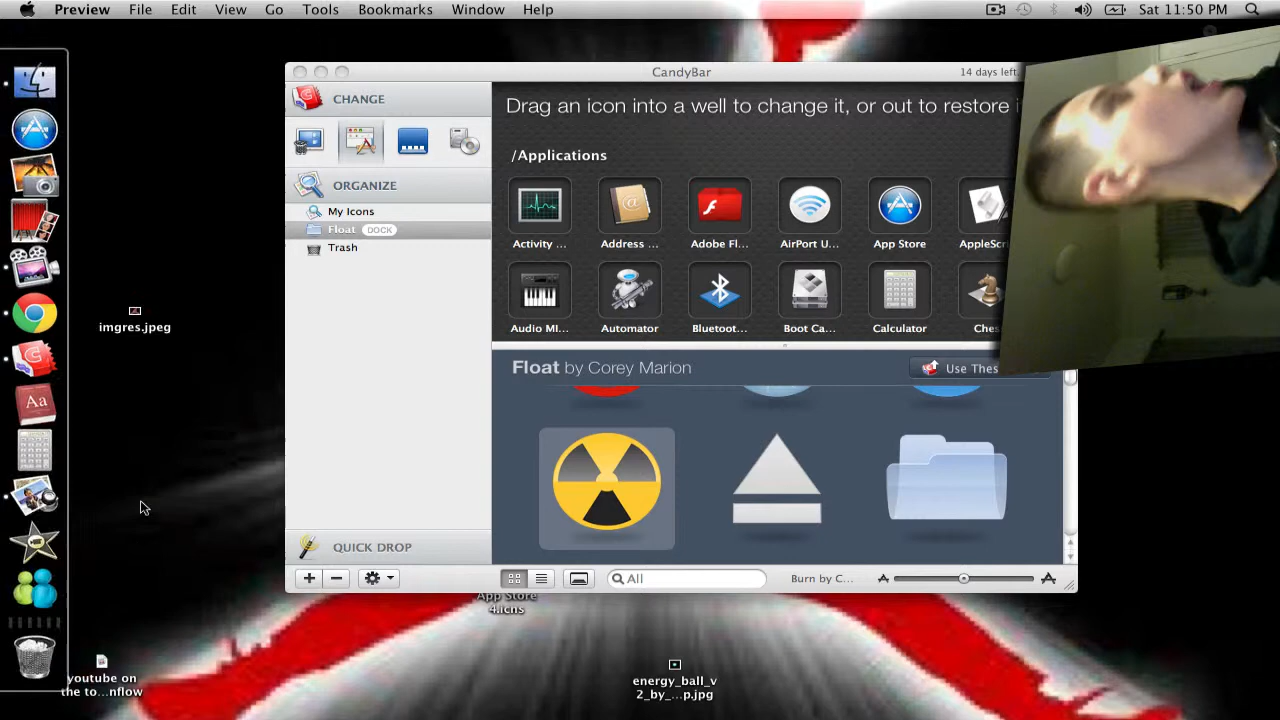 Preview File Edit View Go Tools Bookmarks Window Help Sat 11:50 PM
CandyBar 14 days left.
CHANGE
ORGANIZE
My Icons
Float DOCK
Trash
QUICK DROP
Drag an icon into a well to change it, or out to restore i
/Applications
Activity ... Address ... Adobe Fl... AirPort U... App Store AppleScri
Audio MI... Automator Bluetoot... Boot Ca... Calculator Ches
Float by Corey Marion Use Thes
All Burn by C...
imgres.jpeg
Aa
App Store
4.icns
youtube on
the to...nflow
energy_ball_v
2_by_...p.jpg